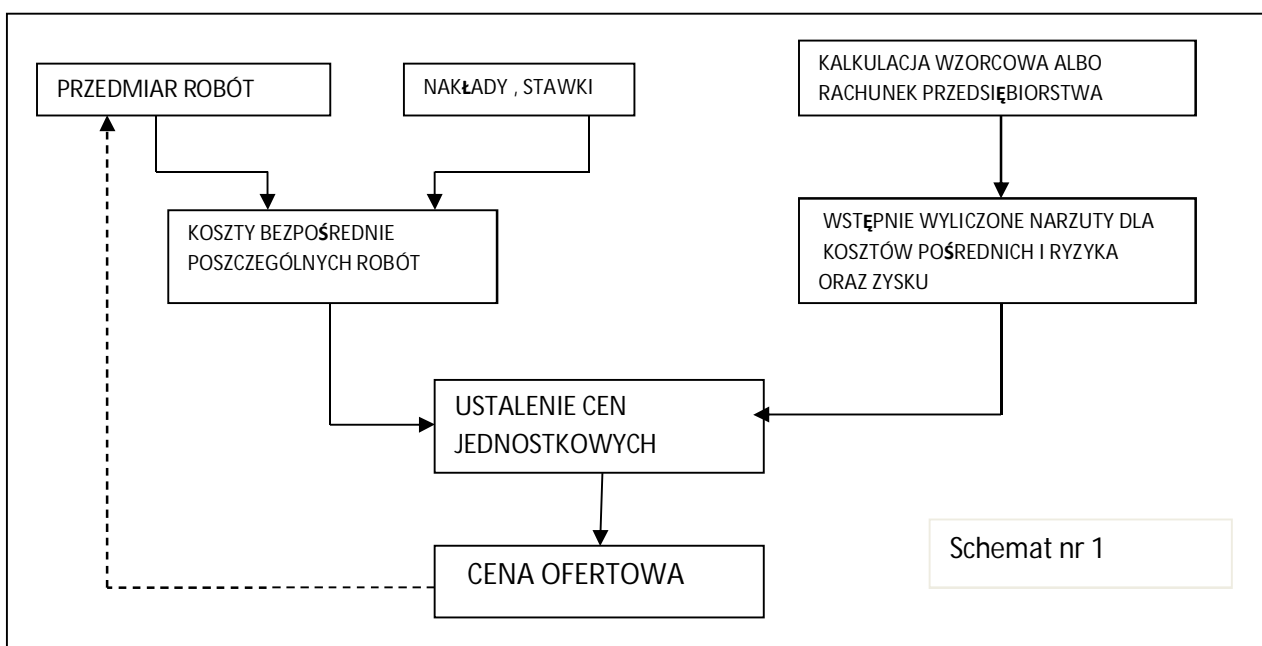 PRZEDMIAR ROBÓT
NAKŁADY , STAWKI
KALKULACJA WZORCOWA ALBO
RACHUNEK PRZEDSIĘBIORSTWA
KOSZTY BEZPOŚREDNIE
POSZCZEGÓLNYCH ROBÓT
WSTĘPNIE WYLICZONE NARZUTY DLA
KOSZTÓW POŚREDNICH I RYZYKA
ORAZ ZYSKU
USTALENIE CEN
JEDNOSTKOWYCH
CENA OFERTOWA
Schemat nr 1